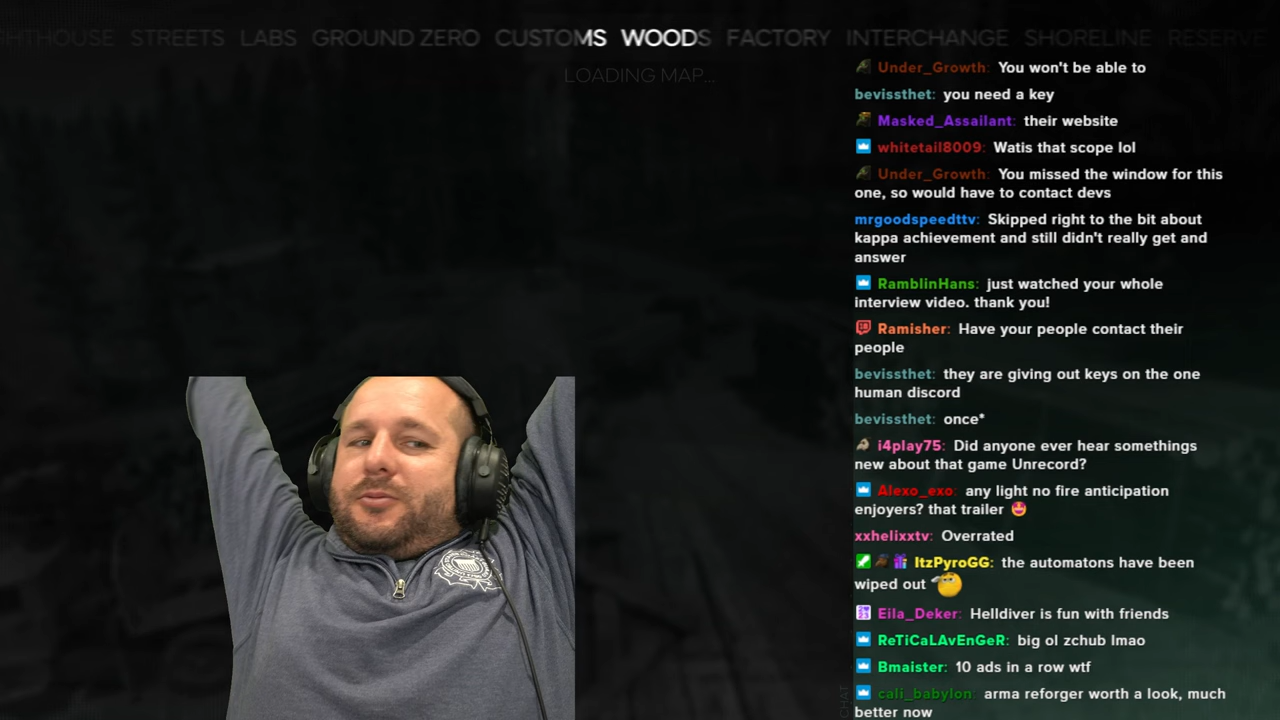 HTHOUSE STREETS LABS GROUND ZERO CUSTOMS WOODS FACTORY INTERCHANGE SHORELINE RESERVE
LOADING MAP...
Under_Growth: You won't be able to
bevissthet: you need a key
Masked_Assailant: their website
whitetail8009: Watis that scope lol
Under_Growth: You missed the window for this
one, so would have to contact devs
mrgoodspeedttv: Skipped right to the bit about
kappa achievement and still didn't really get and
answer
RamblinHans: just watched your whole
interview video. thank you!
Ramisher: Have your people contact their
people
bevissthet: they are giving out keys on the one
human discord
bevissthet: once*
i4play75: Did anyone ever hear somethings
new about that game Unrecord?
Alexo_exo: any light no fire anticipation
enjoyers? that trailer 🤩
xxhelixxtv: Overrated
ItzPyroGG: the automatons have been
wiped out
Eila_Deker: Helldiver is fun with friends
ReTiCaLAvEnGeR: big ol zchub lmao
Bmaister: 10 ads in a row wtf
cali_babylon: arma reforger worth a look, much
better now
CHAT